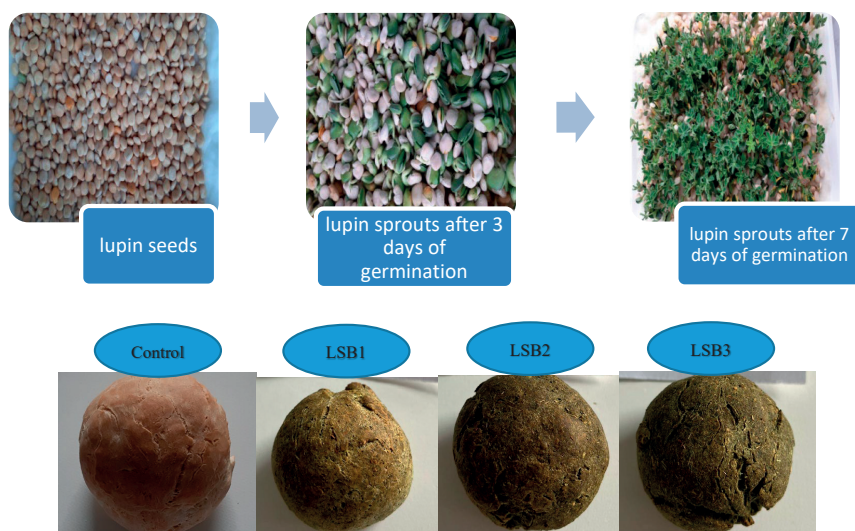 lupin seeds
lupin sprouts after 3
days of
germination
lupin sprouts after 7
days of germination
Control
LSB1
LSB2
LSB3